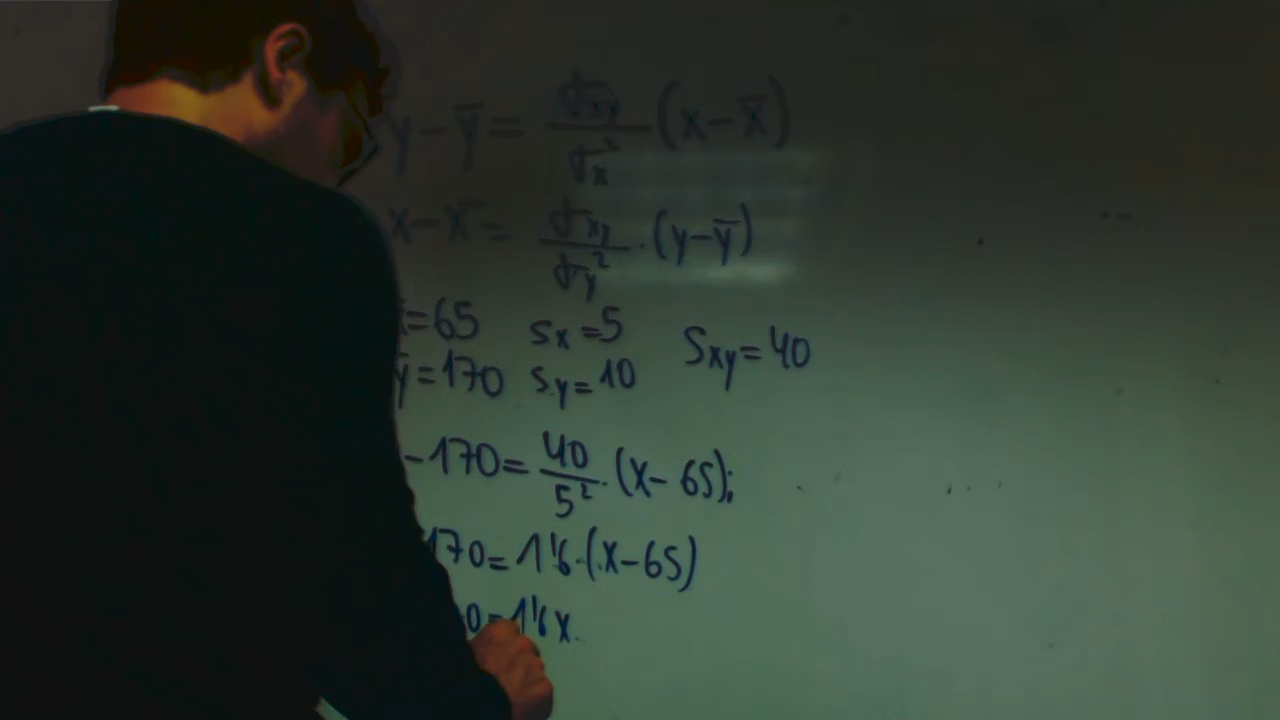 y-ȳ= σxy/σx² (x-x̄)
x-x̄= σxy/σy² ·(y-ȳ)
=65 sx=5 Sxy=40
ȳ=170 sy=10
-170= 40/5² ·(x-65);
170=1'6·(x-65)
0=1'6x